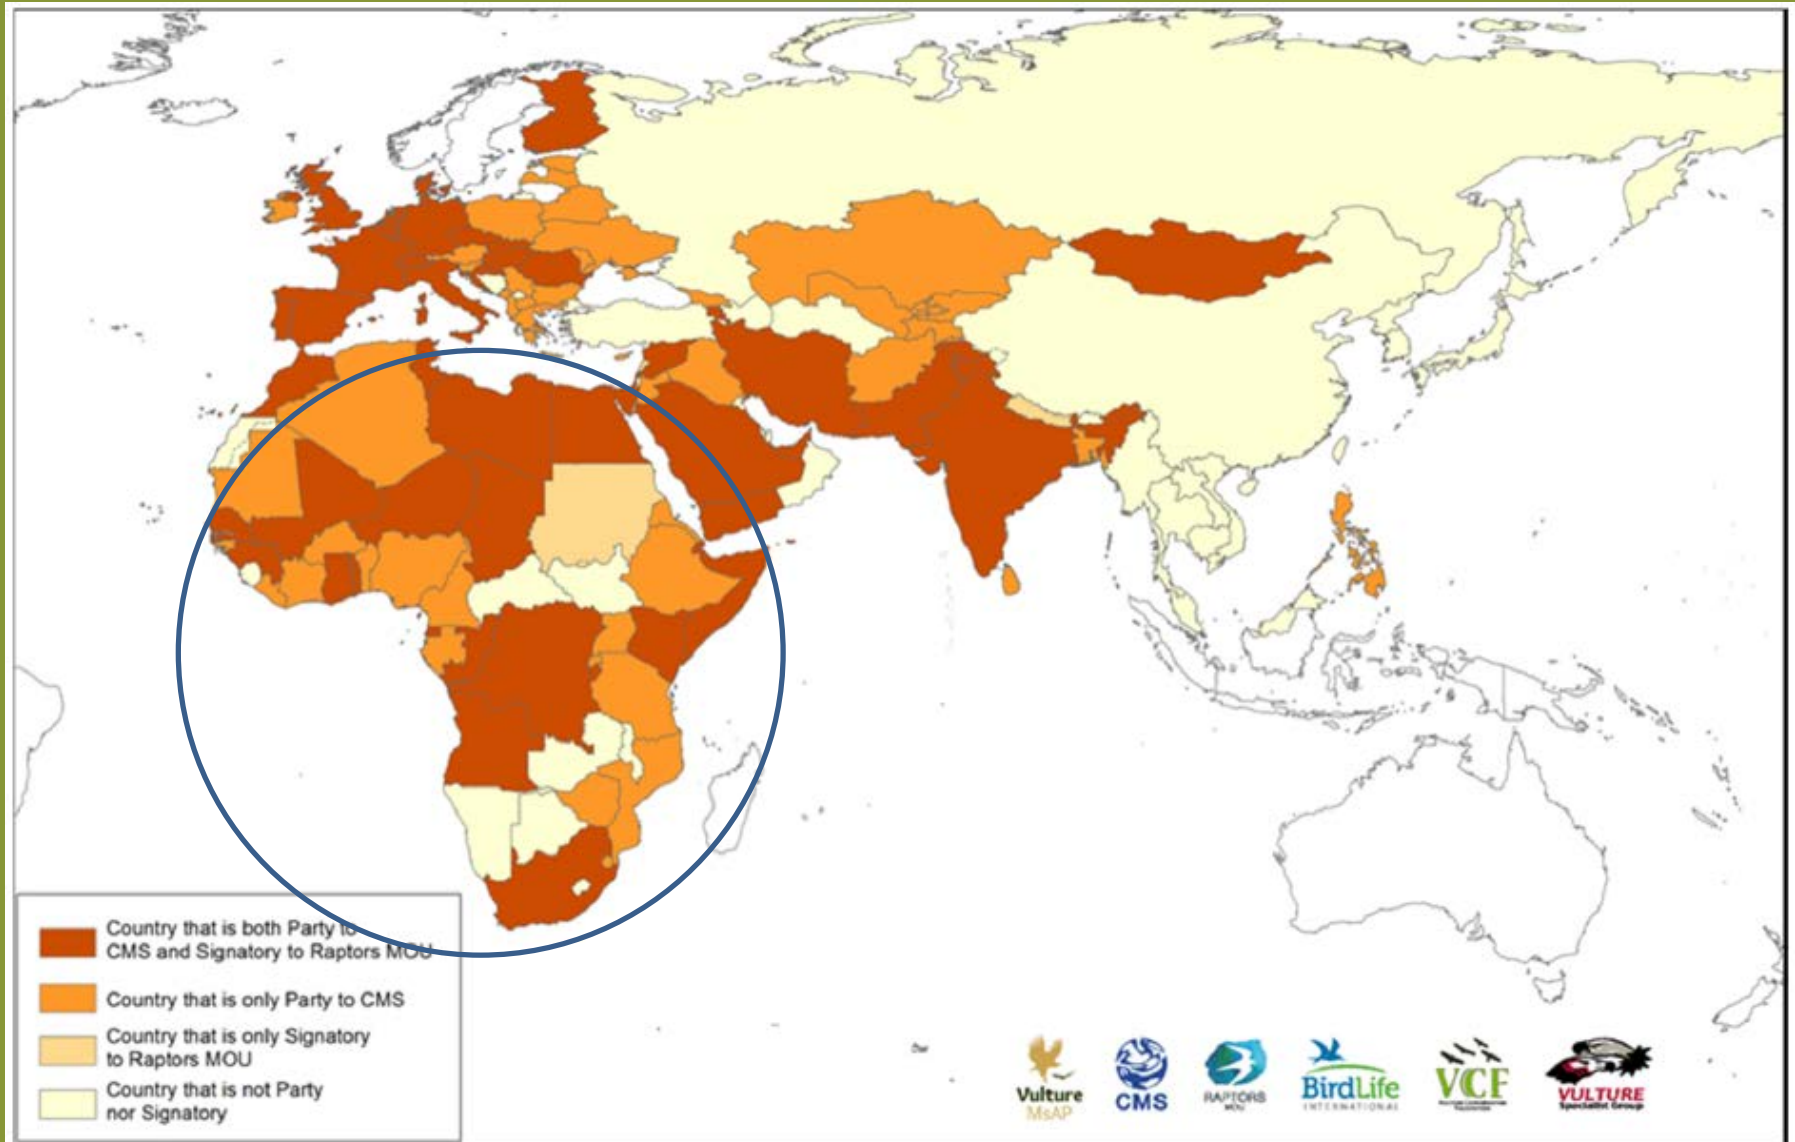 Country that is both Party to
CMS and Signatory to Raptors MOU
Country that is only Party to CMS
Country that is only Signatory
to Raptors MOU
Country that is not Party
nor Signatory
Vulture
MsAP
CMS
RAPTORS
MOU
BirdLife
INTERNATIONAL
VCF
VULTURE
Specialist Group